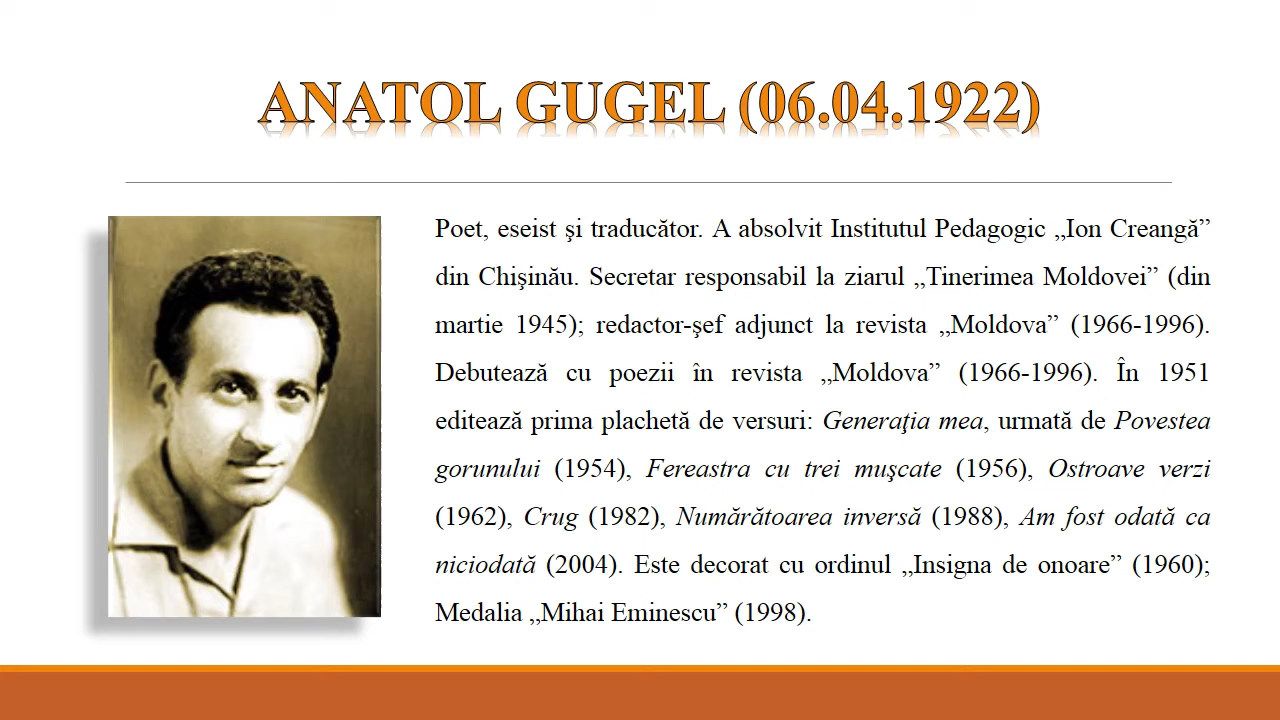 ANATOL GUGEL (06.04.1922)
Poet, eseist şi traducător. A absolvit Institutul Pedagogic „Ion Creangă”
din Chişinău. Secretar responsabil la ziarul „Tinerimea Moldovei” (din
martie 1945); redactor-şef adjunct la revista „Moldova” (1966-1996).
Debutează cu poezii în revista „Moldova” (1966-1996). În 1951
editează prima plachetă de versuri: Generaţia mea, urmată de Povestea
gorunului (1954), Fereastra cu trei muşcate (1956), Ostroave verzi
(1962), Crug (1982), Numărătoarea inversă (1988), Am fost odată ca
niciodată (2004). Este decorat cu ordinul „Insigna de onoare” (1960);
Medalia „Mihai Eminescu” (1998).